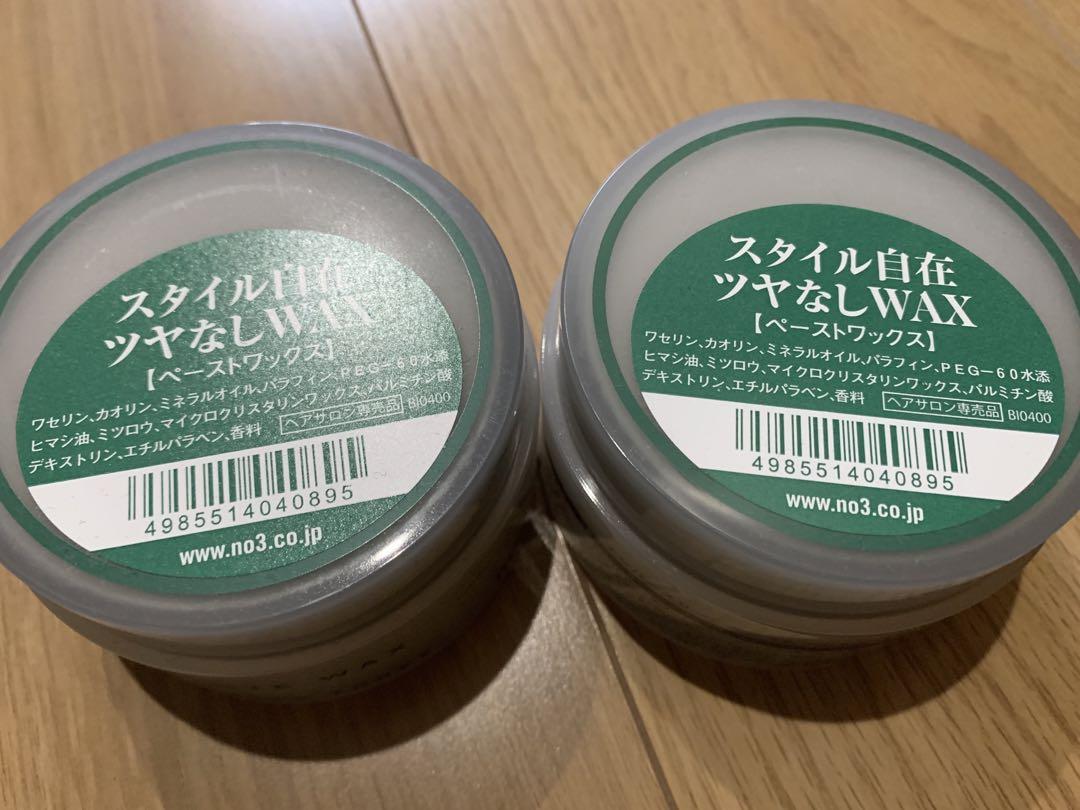 スタイル自在
ツヤなしWAX
【ペーストワックス】
ワセリン、カオリン、ミネラルオイル、パラフィン、PEG－60水添
ヒマシ油、ミツロウ、マイクロクリスタリンワックス、パルミチン酸
デキストリン、エチルパラベン、香料 ヘアサロン専売品 BI0400
4985514040895
www.no3.co.jp
WAX
スタイル自在
ツヤなしWAX
【ペーストワックス】
ワセリン、カオリン、ミネラルオイル、パラフィン、PEG－60水添
ヒマシ油、ミツロウ、マイクロクリスタリンワックス、パルミチン酸
デキストリン、エチルパラベン、香料 ヘアサロン専売品 BI0400
4985514040895
www.no3.co.jp